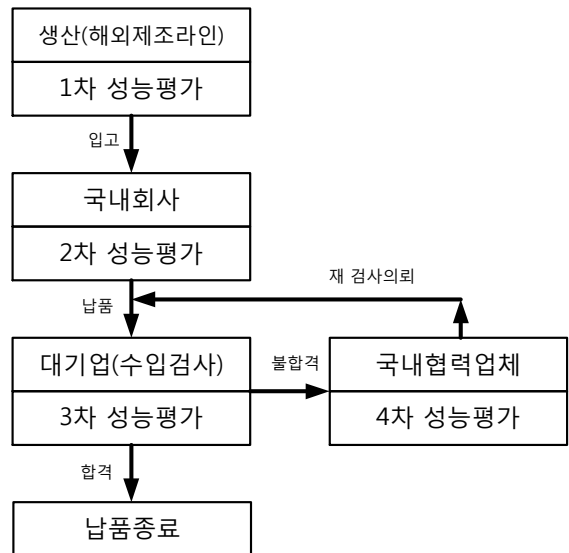 생산(해외제조라인)
1차 성능평가
입고
국내회사
2차 성능평가
재 검사의뢰
납품
대기업(수입검사)
불합격
국내협력업체
3차 성능평가
4차 성능평가
합격
납품종료